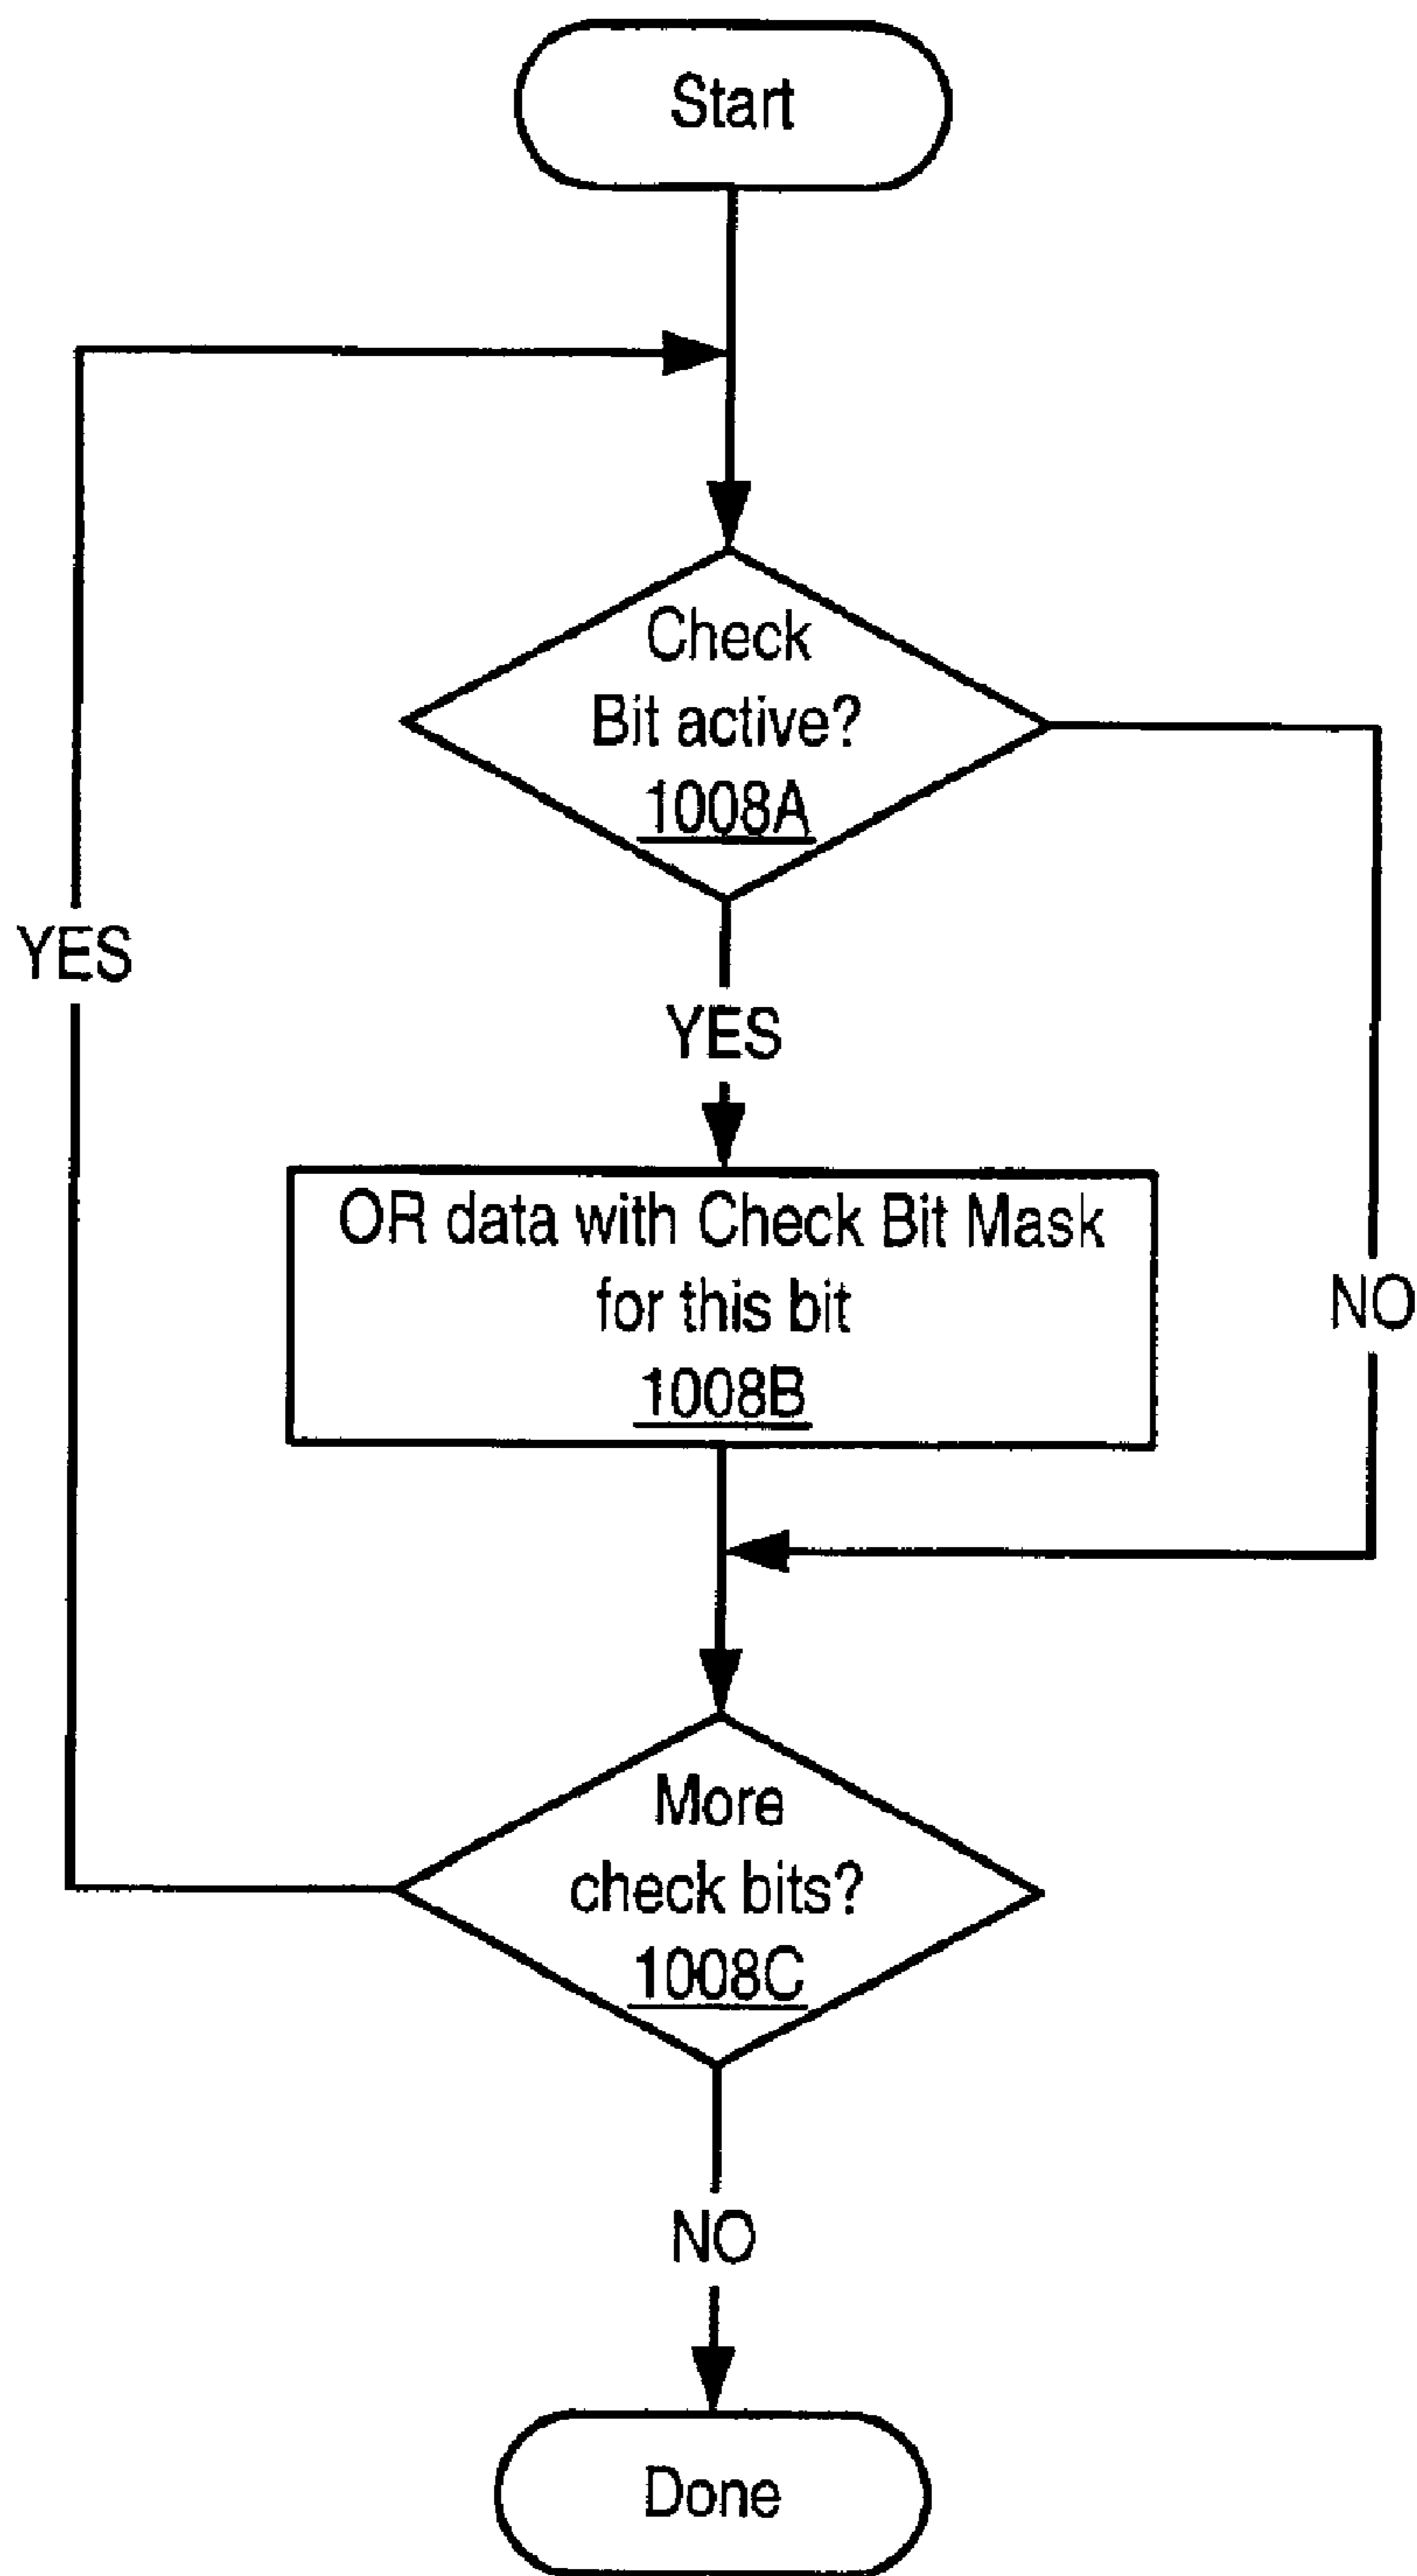 Start
Check
Bit active?
1008A
YES
YES
OR data with Check Bit Mask
for this bit
1008B
NO
More
check bits?
1008C
NO
Done